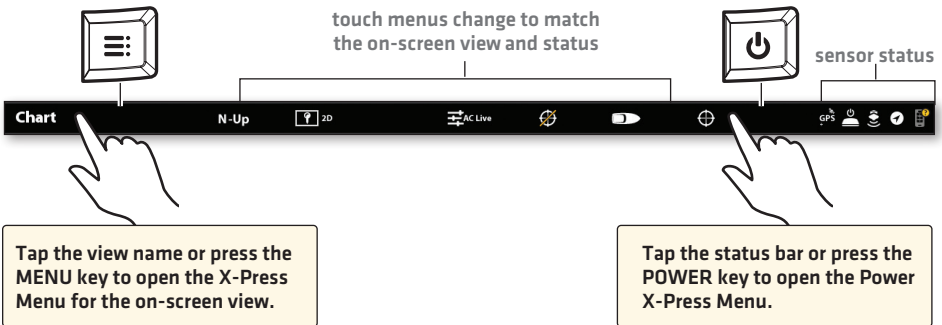 touch menus change to match
the on-screen view and status
sensor status
Chart N-Up 2D AC Live GPS
Tap the view name or press the
MENU key to open the X-Press
Menu for the on-screen view.
Tap the status bar or press the
POWER key to open the Power
X-Press Menu.